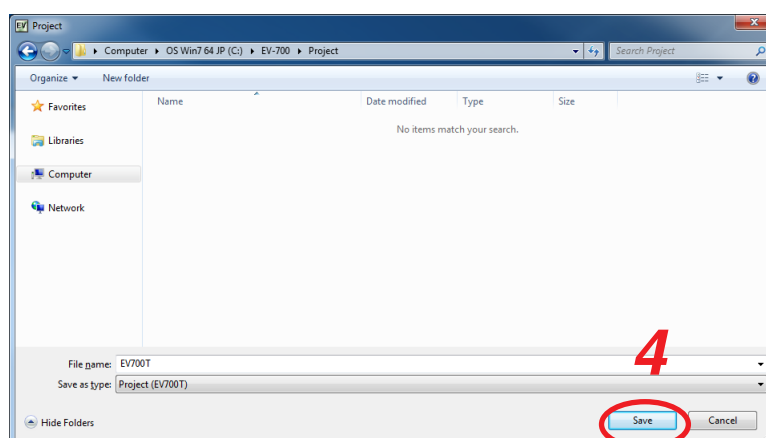 EV Project
Computer OS Win7 64 JP (C:) EV-700 Project Search Project
Organize New folder
Name Date modified Type Size
Favorites
No items match your search.
Libraries
Computer
Network
File name: EV700T
Save as type: Project (EV700T)
4
Hide Folders Save Cancel